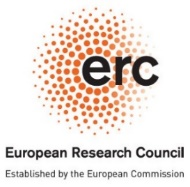 erc
European Research Council
Established by the European Commission